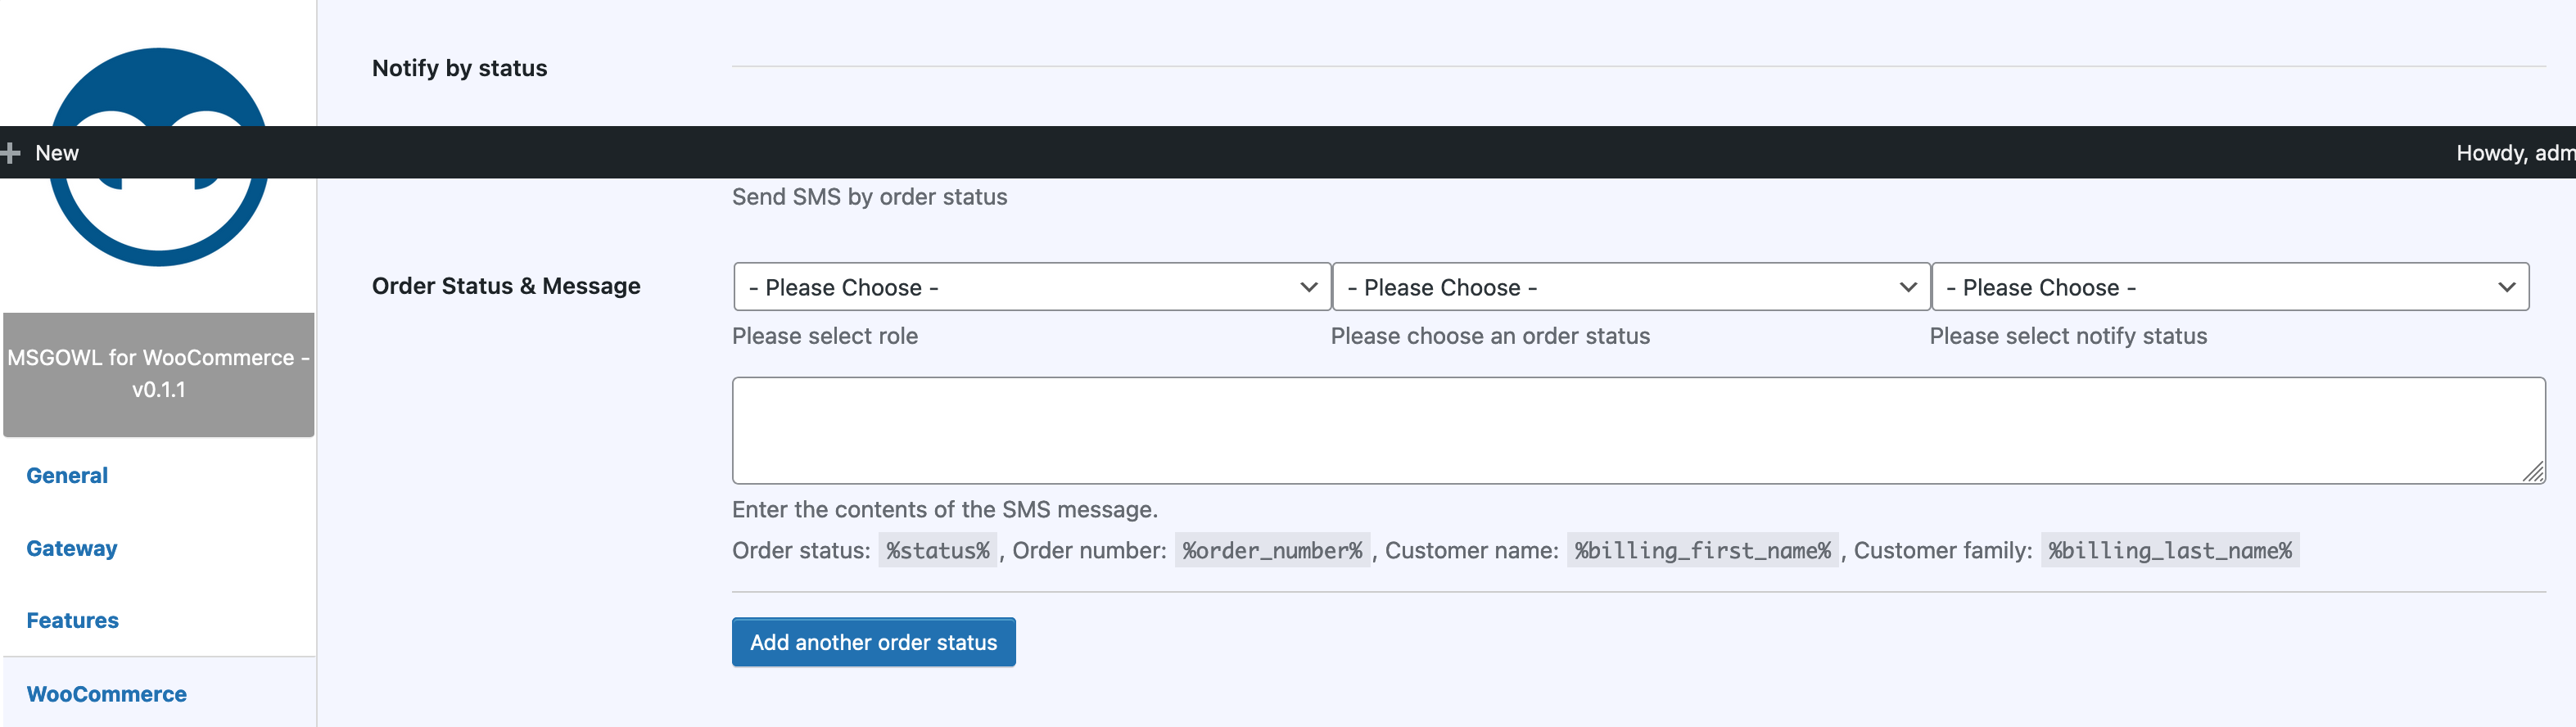 Notify by status
New
Howdy, adm
Send SMS by order status
Order Status & Message
- Please Choose - - Please Choose - - Please Choose -
Please select role Please choose an order status Please select notify status
MSGOWL for WooCommerce -
v0.1.1
Enter the contents of the SMS message.
Order status: %status%, Order number: %order_number%, Customer name: %billing_first_name%, Customer family: %billing_last_name%
Add another order status
General
Gateway
Features
WooCommerce